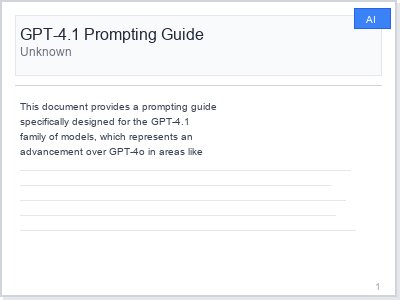 AI
GPT-4.1 Prompting Guide
Unknown
This document provides a prompting guide
specifically designed for the GPT-4.1
family of models, which represents an
advancement over GPT-4o in areas like
1